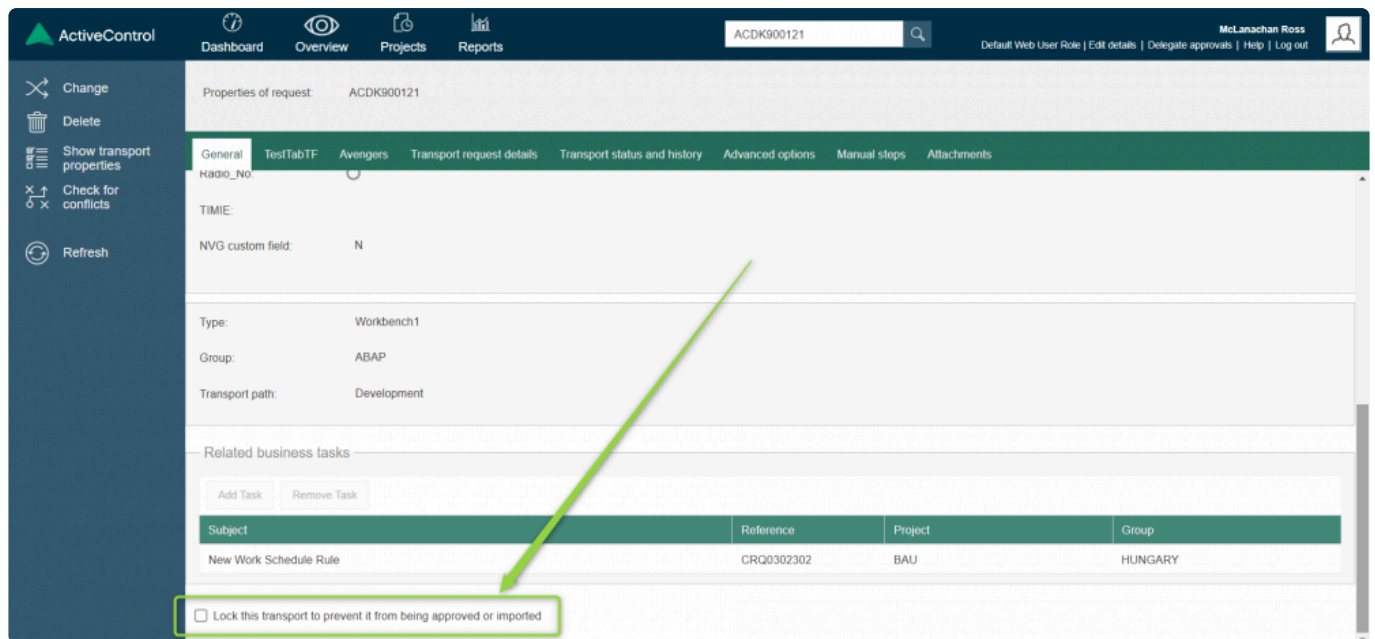 ActiveControl
Dashboard
Overview
Projects
Reports
ACDK900121
McLanachan Ross
Default Web User Role | Edit details | Delegate approvals | Help | Log out
Change
Delete
Show transport
properties
Check for
conflicts
Refresh
Properties of request: ACDK900121
General TestTabTF Avengers Transport request details Transport status and history Advanced options Manual steps Attachments
Radio_No:
TIMIE:
NVG custom field: N
Type: Workbench1
Group: ABAP
Transport path: Development
Related business tasks
Add Task Remove Task
Subject Reference Project Group
New Work Schedule Rule CRQ0302302 BAU HUNGARY
Lock this transport to prevent it from being approved or imported